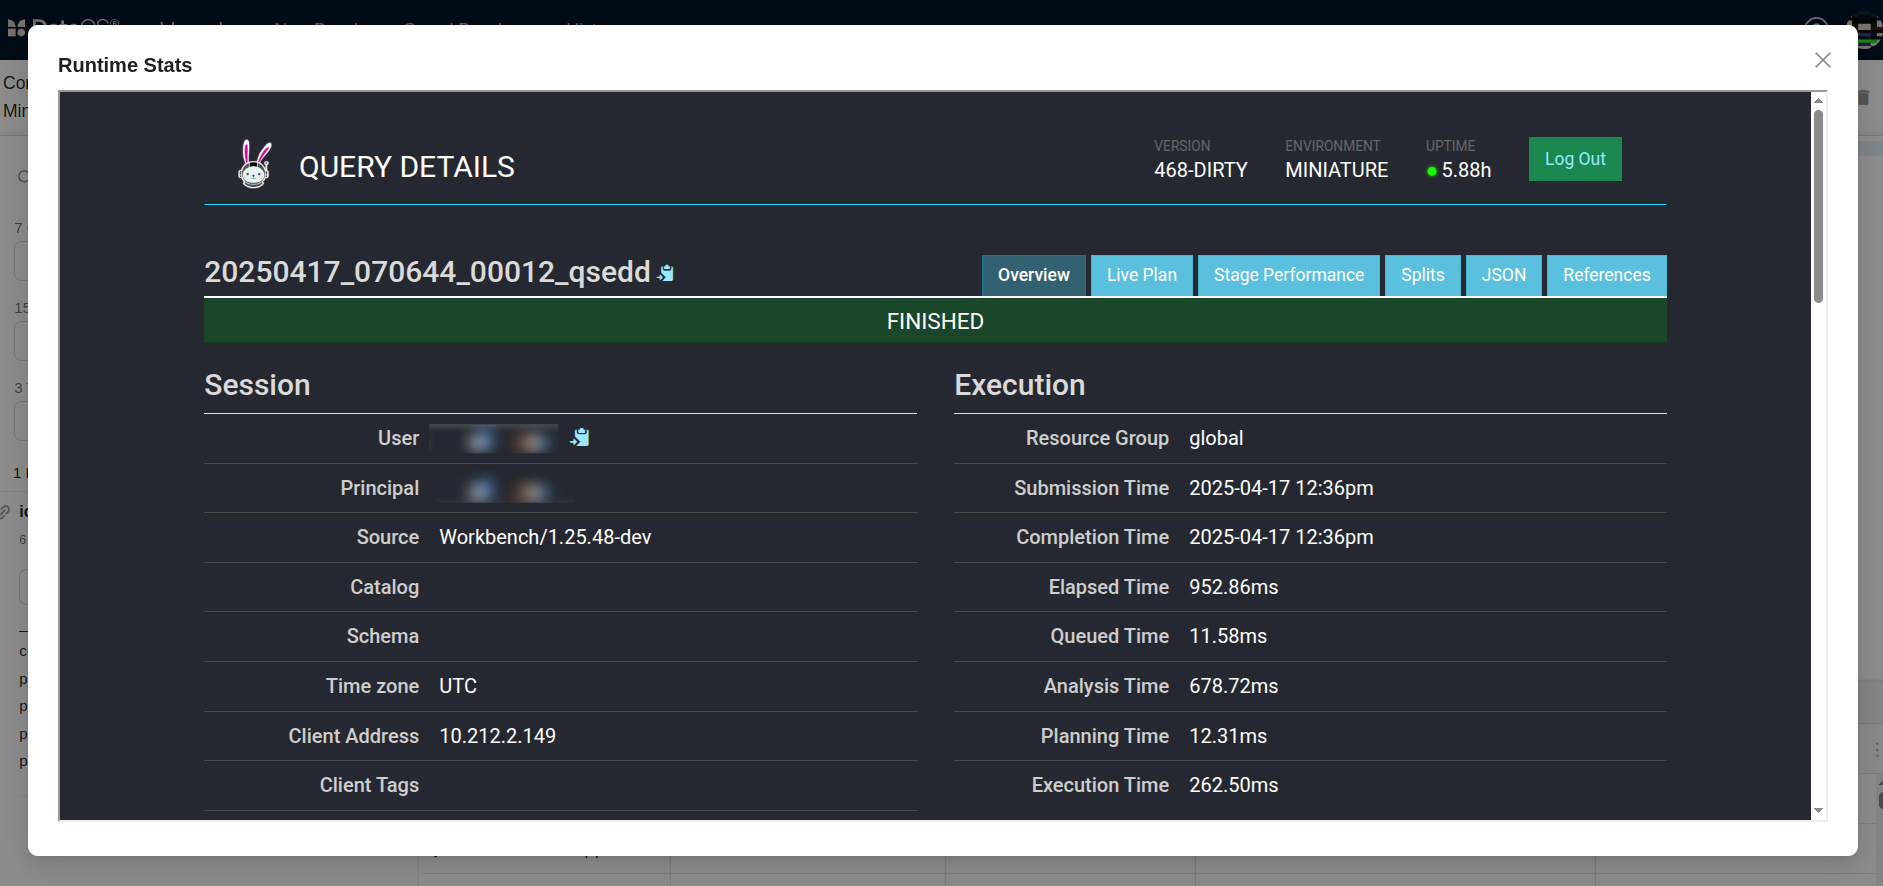 Runtime Stats
QUERY DETAILS
VERSION
468-DIRTY
ENVIRONMENT
MINIATURE
UPTIME
5.88h
Log Out
20250417_070644_00012_qsedd
Overview
Live Plan
Stage Performance
Splits
JSON
References
FINISHED
Session
User
Principal
Source Workbench/1.25.48-dev
Catalog
Schema
Time zone UTC
Client Address 10.212.2.149
Client Tags
Execution
Resource Group global
Submission Time 2025-04-17 12:36pm
Completion Time 2025-04-17 12:36pm
Elapsed Time 952.86ms
Queued Time 11.58ms
Analysis Time 678.72ms
Planning Time 12.31ms
Execution Time 262.50ms